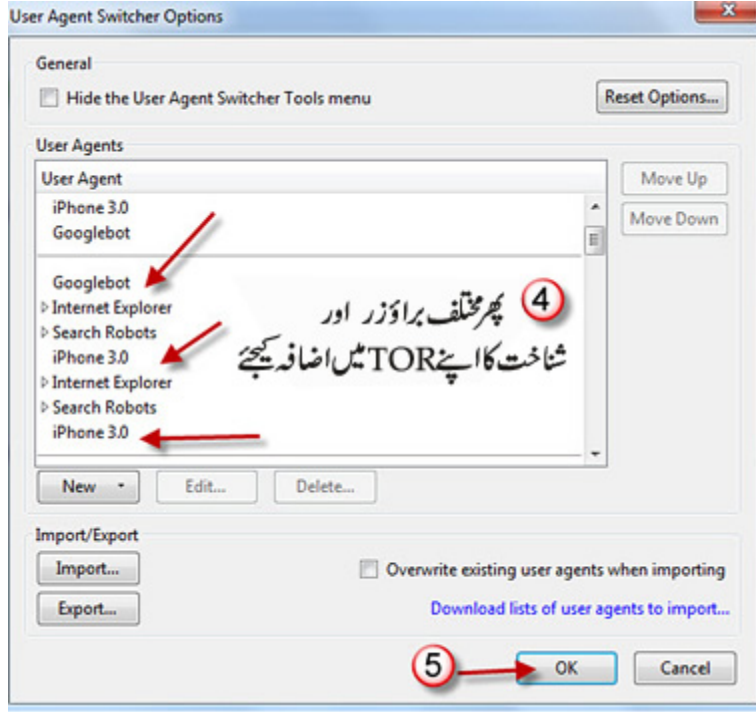 User Agent Switcher Options
General
Hide the User Agent Switcher Tools menu
Reset Options...
User Agents
User Agent
Move Up
iPhone 3.0
Move Down
Googlebot
Googlebot
Internet Explorer
Search Robots
iPhone 3.0
Internet Explorer
Search Robots
iPhone 3.0
4 پھر مختلف براؤزر اور
شناخت کا اپنے TOR میں اضافہ کیجئے
New
Edit...
Delete...
Import/Export
Import...
Overwrite existing user agents when importing
Export...
Download lists of user agents to import...
5
OK
Cancel